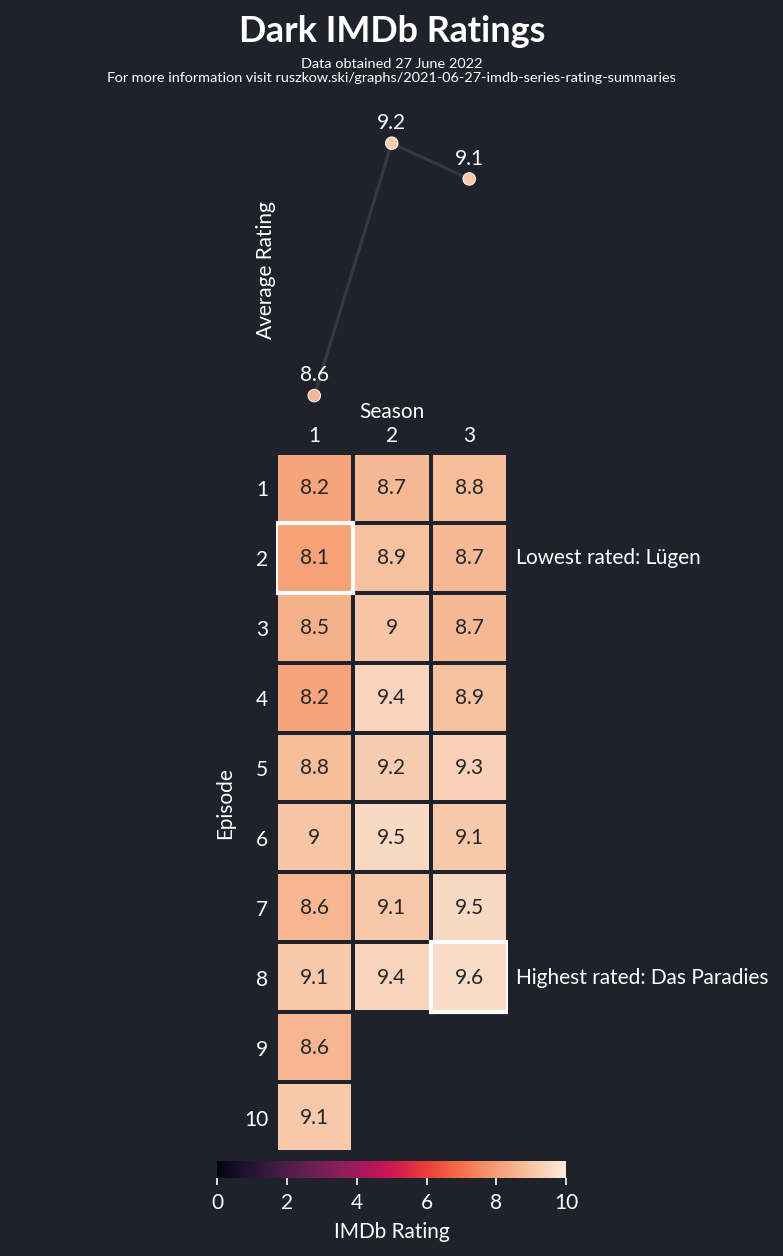 Dark IMDb Ratings
Data obtained 27 June 2022
For more information visit ruszkow.ski/graphs/2021-06-27-imdb-series-rating-summaries
9.2
9.1
Average Rating
8.6
Season
1 2 3
1 8.2 8.7 8.8
2 8.1 8.9 8.7 Lowest rated: Lügen
3 8.5 9 8.7
4 8.2 9.4 8.9
5 8.8 9.2 9.3
Episode
6 9 9.5 9.1
7 8.6 9.1 9.5
8 9.1 9.4 9.6 Highest rated: Das Paradies
9 8.6
10 9.1
0 2 4 6 8 10
IMDb Rating